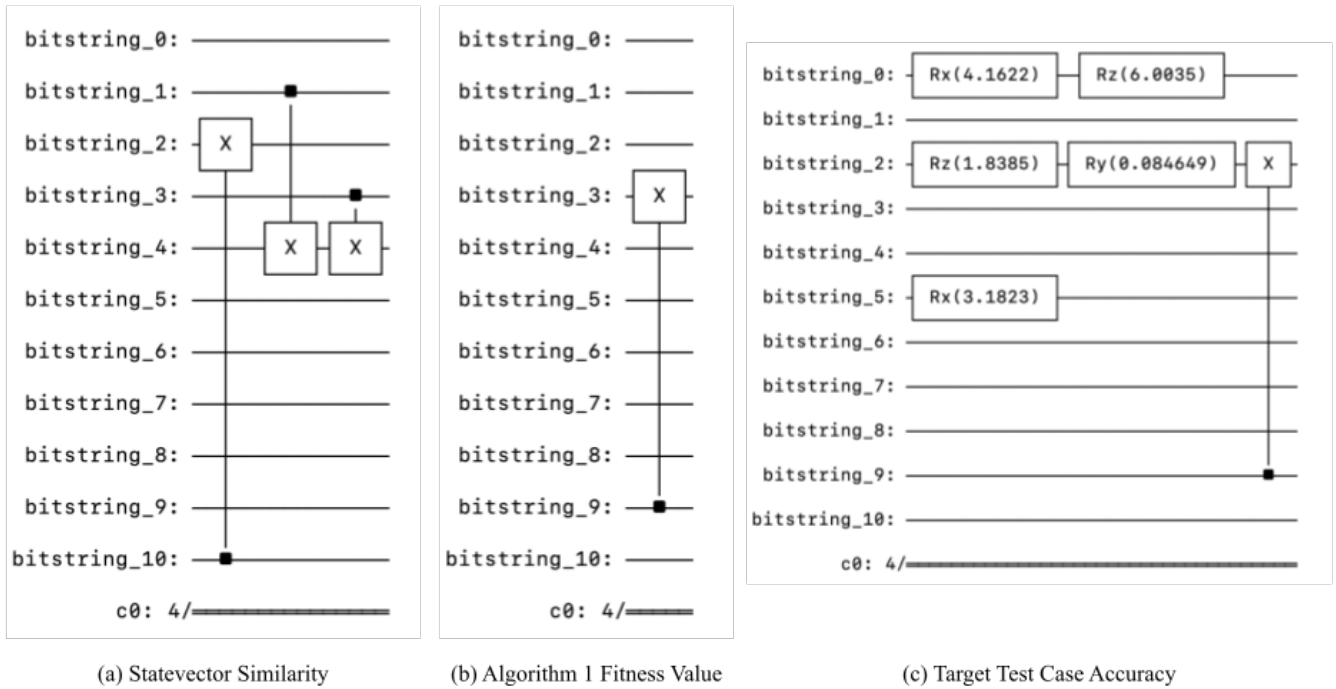 bitstring_0:
bitstring_1:
bitstring_2: X
bitstring_3:
bitstring_4: X X
bitstring_5:
bitstring_6:
bitstring_7:
bitstring_8:
bitstring_9:
bitstring_10:
c0: 4/
(a) Statevector Similarity
bitstring_0:
bitstring_1:
bitstring_2:
bitstring_3: X
bitstring_4:
bitstring_5:
bitstring_6:
bitstring_7:
bitstring_8:
bitstring_9:
bitstring_10:
c0: 4/
(b) Algorithm 1 Fitness Value
bitstring_0: Rx(4.1622) Rz(6.0035)
bitstring_1:
bitstring_2: Rz(1.8385) Ry(0.084649) X
bitstring_3:
bitstring_4:
bitstring_5: Rx(3.1823)
bitstring_6:
bitstring_7:
bitstring_8:
bitstring_9:
bitstring_10:
c0: 4/
(c) Target Test Case Accuracy